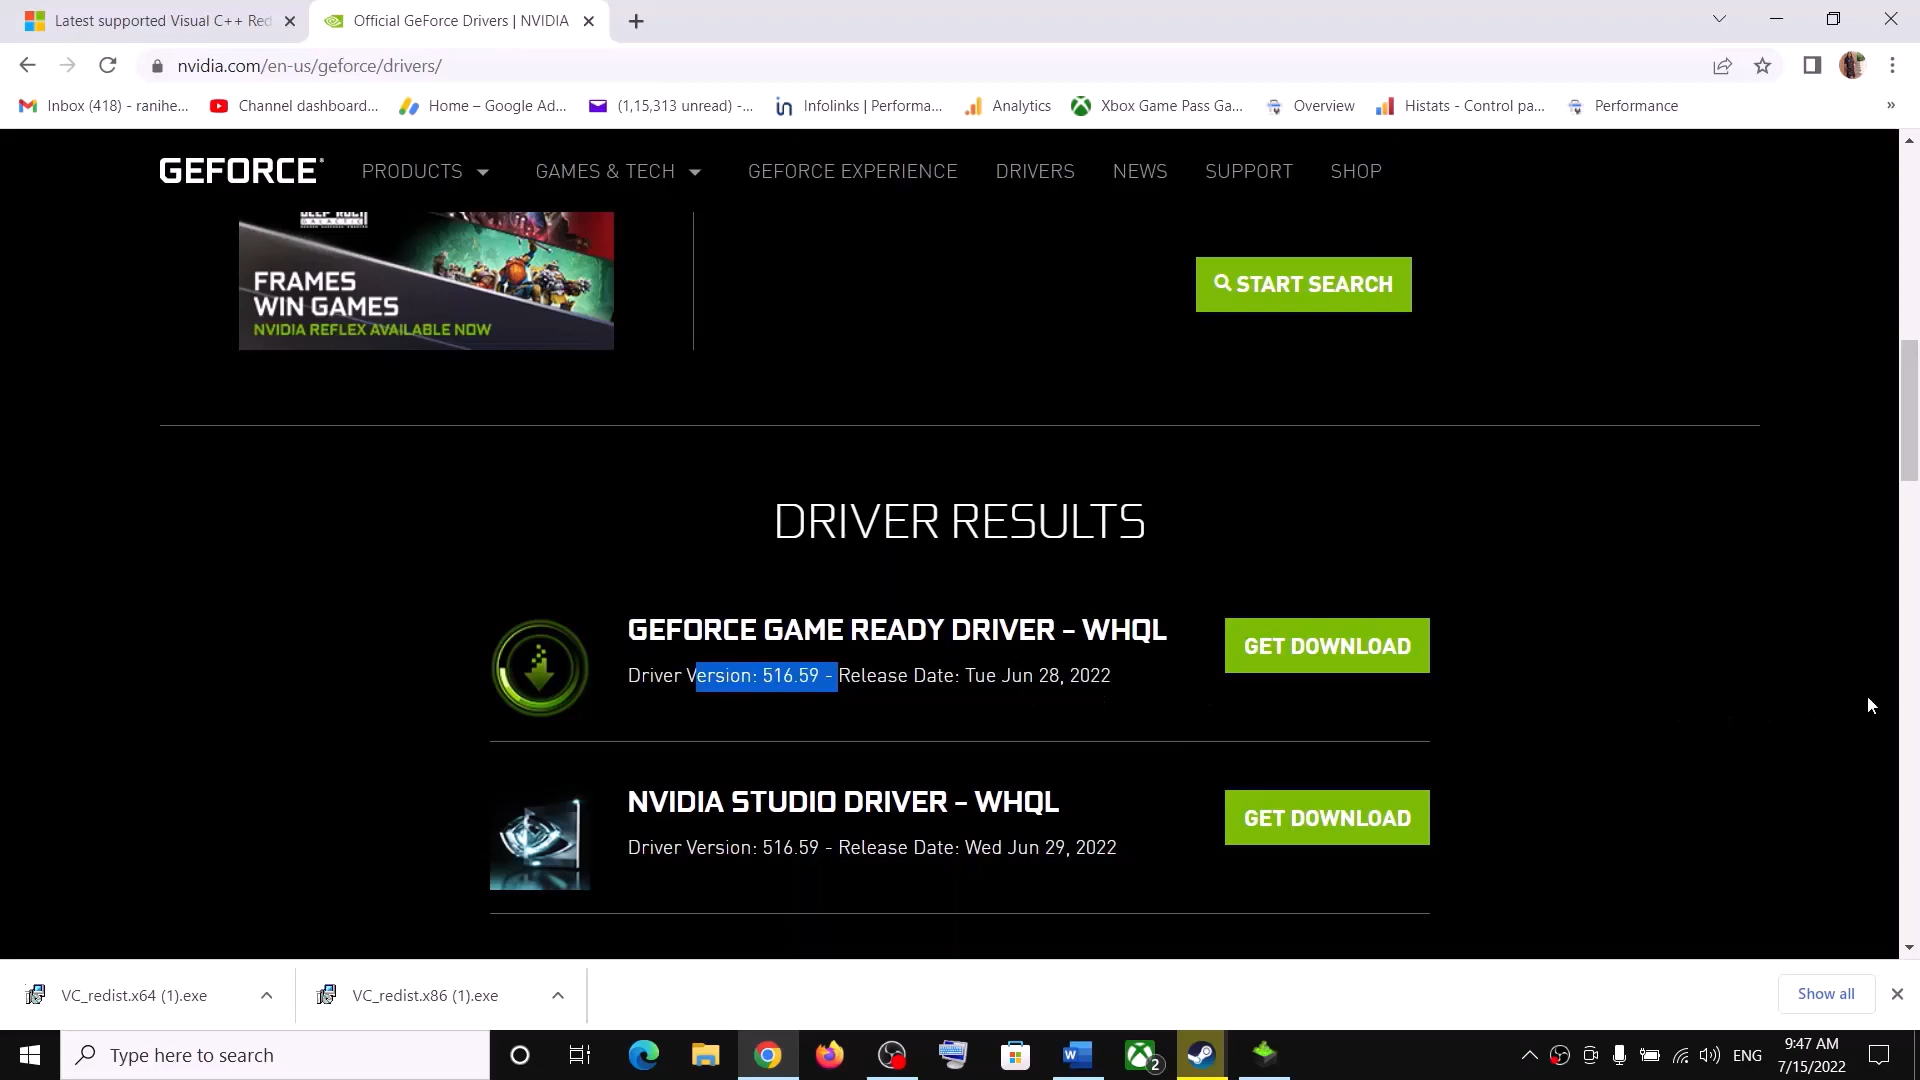 Latest supported Visual C++ Red
Official GeForce Drivers | NVIDIA
nvidia.com/en-us/geforce/drivers/
Inbox (418) - ranihe...
Channel dashboard...
Home – Google Ad...
(1,15,313 unread) -...
Infolinks | Performa...
Analytics
Xbox Game Pass Ga...
Overview
Histats - Control pa...
Performance
»
GEFORCE
PRODUCTS
GAMES & TECH
GEFORCE EXPERIENCE
DRIVERS
NEWS
SUPPORT
SHOP
DEEP ROCK
GALACTIC
FRAMES
WIN GAMES
NVIDIA REFLEX AVAILABLE NOW
START SEARCH
DRIVER RESULTS
GEFORCE GAME READY DRIVER - WHQL
Driver Version: 516.59 - Release Date: Tue Jun 28, 2022
GET DOWNLOAD
NVIDIA STUDIO DRIVER - WHQL
Driver Version: 516.59 - Release Date: Wed Jun 29, 2022
GET DOWNLOAD
VC_redist.x64 (1).exe
VC_redist.x86 (1).exe
Show all
Type here to search
2
ENG
9:47 AM
7/15/2022